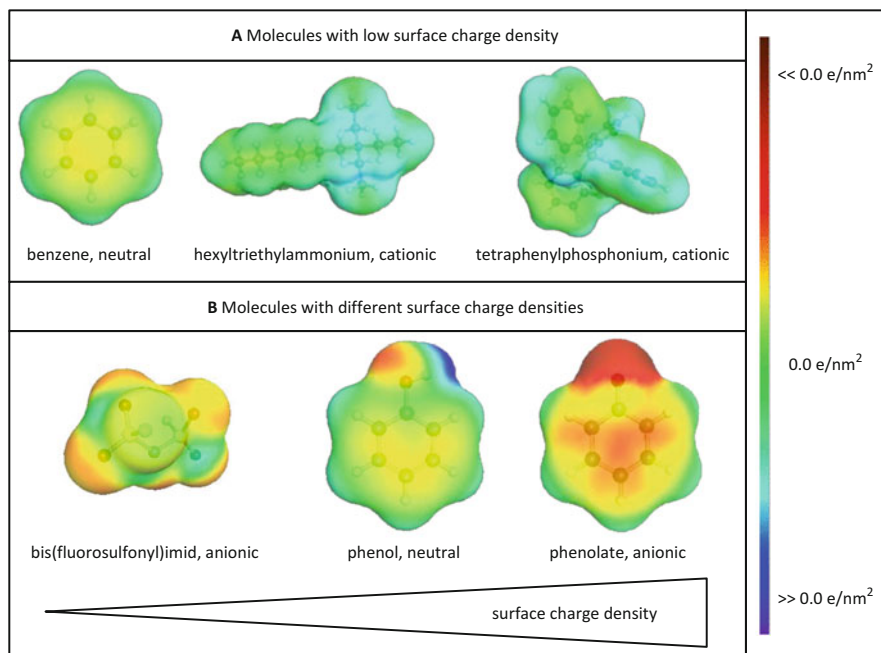 A Molecules with low surface charge density
benzene, neutral
hexyltriethylammonium, cationic
tetraphenylphosphonium, cationic
B Molecules with different surface charge densities
bis(fluorosulfonyl)imid, anionic
phenol, neutral
phenolate, anionic
surface charge density
<< 0.0 e/nm²
0.0 e/nm²
>> 0.0 e/nm²